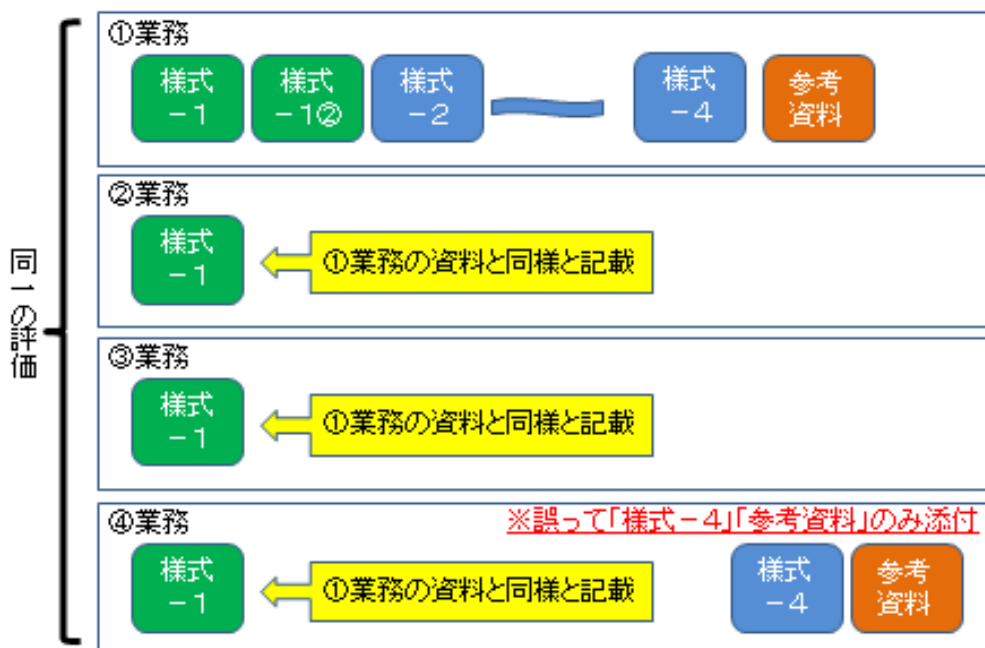 同一の評価
①業務
様式
－１
様式
－１②
様式
－２
様式
－４
参考
資料
②業務
様式
－１
①業務の資料と同様と記載
③業務
様式
－１
①業務の資料と同様と記載
④業務
※誤って「様式－４」「参考資料」のみ添付
様式
－１
①業務の資料と同様と記載
様式
－４
参考
資料